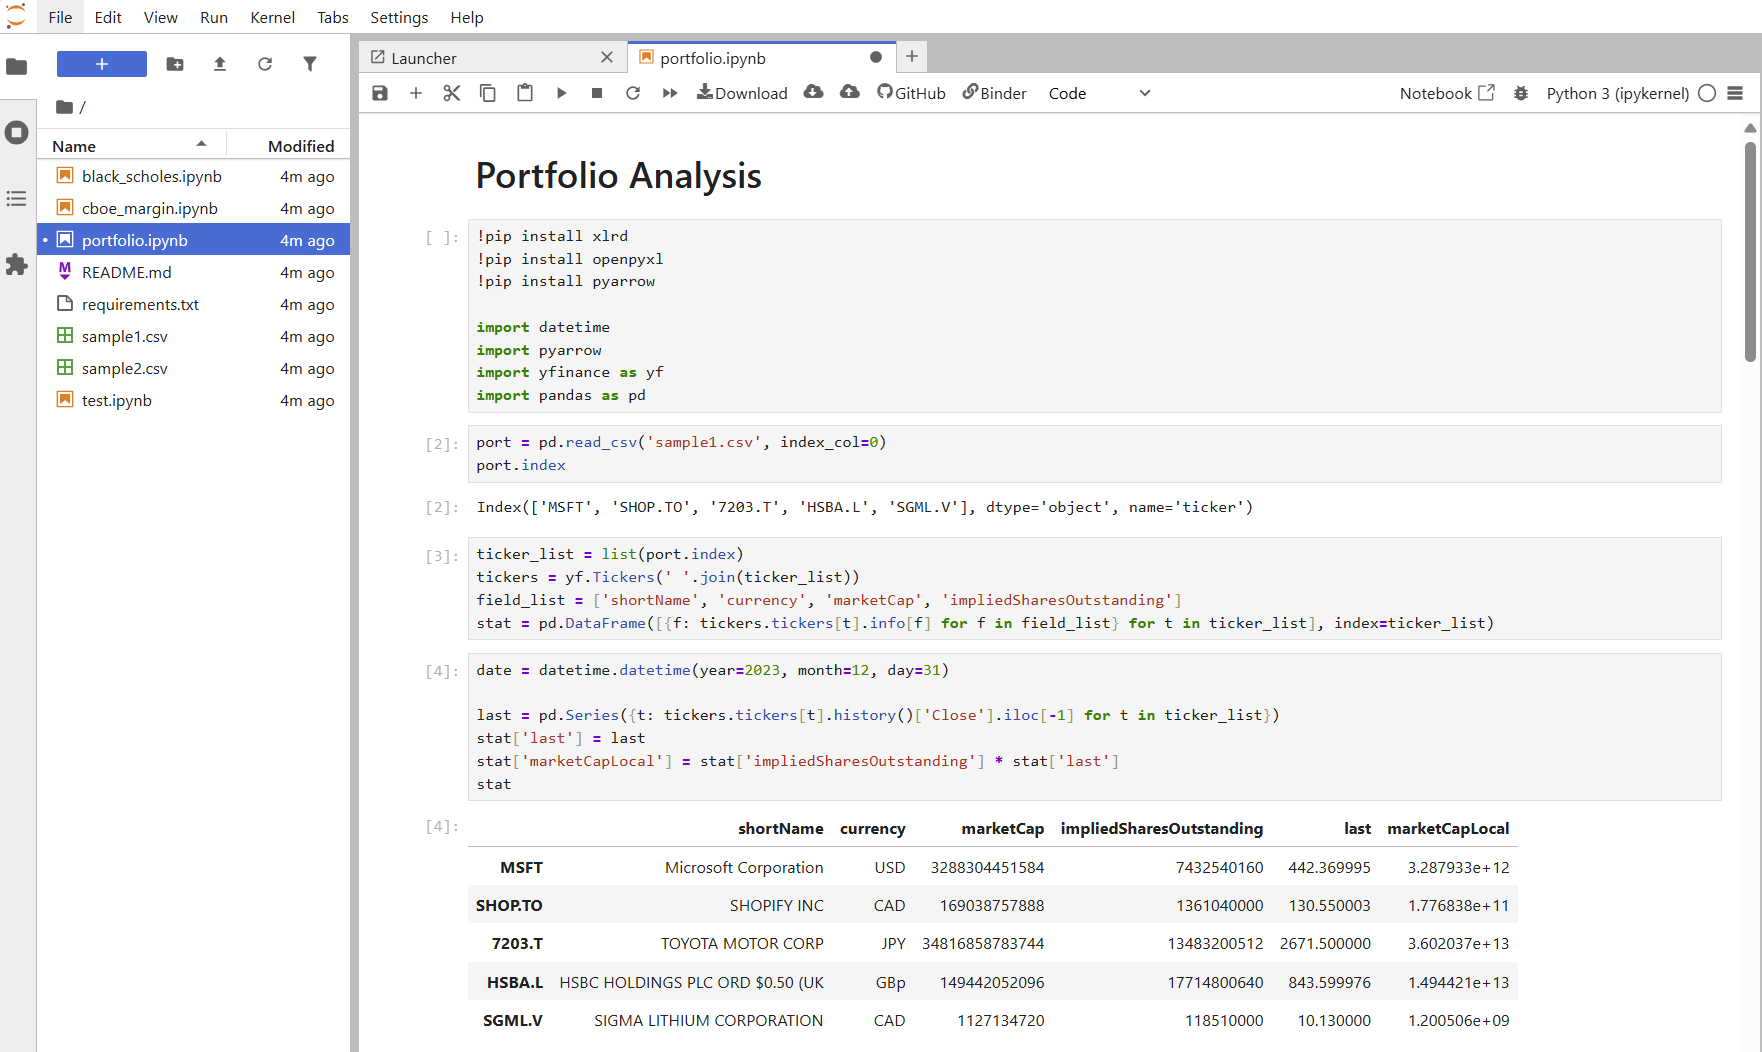 File Edit View Run Kernel Tabs Settings Help
Launcher
portfolio.ipynb
Download GitHub Binder Code Notebook Python 3 (ipykernel)
/
Name Modified
black_scholes.ipynb 4m ago
cboe_margin.ipynb 4m ago
portfolio.ipynb 4m ago
README.md 4m ago
requirements.txt 4m ago
sample1.csv 4m ago
sample2.csv 4m ago
test.ipynb 4m ago
Portfolio Analysis
[ ]: !pip install xlrd
!pip install openpyxl
!pip install pyarrow
import datetime
import pyarrow
import yfinance as yf
import pandas as pd
[2]: port = pd.read_csv('sample1.csv', index_col=0)
port.index
[2]: Index(['MSFT', 'SHOP.TO', '7203.T', 'HSBA.L', 'SGML.V'], dtype='object', name='ticker')
[3]: ticker_list = list(port.index)
tickers = yf.Tickers(' '.join(ticker_list))
field_list = ['shortName', 'currency', 'marketCap', 'impliedSharesOutstanding']
stat = pd.DataFrame([{f: tickers.tickers[t].info[f] for f in field_list} for t in ticker_list], index=ticker_list)
[4]: date = datetime.datetime(year=2023, month=12, day=31)
last = pd.Series({t: tickers.tickers[t].history()['Close'].iloc[-1] for t in ticker_list})
stat['last'] = last
stat['marketCapLocal'] = stat['impliedSharesOutstanding'] * stat['last']
stat
[4]: shortName currency marketCap impliedSharesOutstanding last marketCapLocal
MSFT Microsoft Corporation USD 3288304451584 7432540160 442.369995 3.287933e+12
SHOP.TO SHOPIFY INC CAD 169038757888 1361040000 130.550003 1.776838e+11
7203.T TOYOTA MOTOR CORP JPY 34816858783744 13483200512 2671.500000 3.602037e+13
HSBA.L HSBC HOLDINGS PLC ORD $0.50 (UK GBp 149442052096 17714800640 843.599976 1.494421e+13
SGML.V SIGMA LITHIUM CORPORATION CAD 1127134720 118510000 10.130000 1.200506e+09